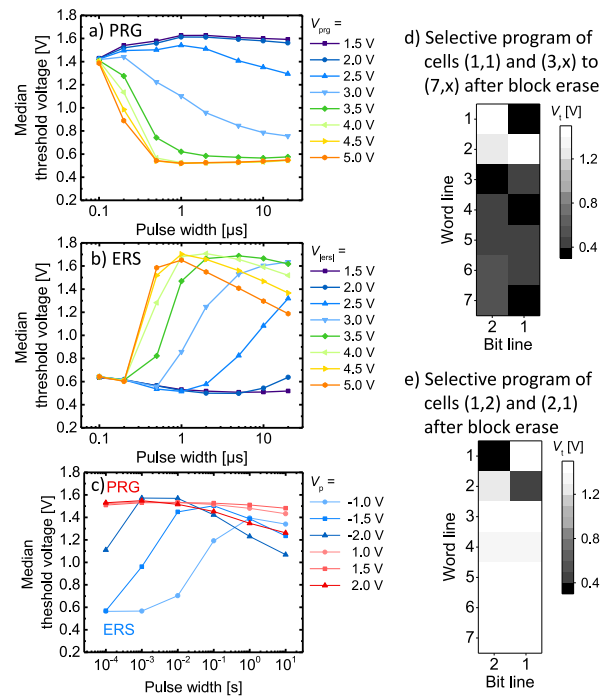 a) PRG
V_prg =
1.5 V
2.0 V
2.5 V
3.0 V
3.5 V
4.0 V
4.5 V
5.0 V
Median
threshold voltage [V]
1.8
1.6
1.4
1.2
1.0
0.8
0.6
0.4
0.1
1
10
Pulse width [µs]
b) ERS
V_|ers| =
1.5 V
2.0 V
2.5 V
3.0 V
3.5 V
4.0 V
4.5 V
5.0 V
Median
threshold voltage [V]
1.8
1.6
1.4
1.2
1.0
0.8
0.6
0.4
0.2
0.1
1
10
Pulse width [µs]
c) PRG
ERS
V_p =
-1.0 V
-1.5 V
-2.0 V
1.0 V
1.5 V
2.0 V
Median
theshold voltage [V]
1.8
1.6
1.4
1.2
1.0
0.8
0.6
0.4
0.2
10⁻⁴ 10⁻³ 10⁻² 10⁻¹ 10⁰ 10¹
Pulse width [s]
d) Selective program of
cells (1,1) and (3,x) to
(7,x) after block erase
V_t [V]
1.2
0.4
Word line
1
2
3
4
5
6
7
2 1
Bit line
e) Selective program of
cells (1,2) and (2,1)
after block erase
V_t [V]
1.2
0.4
Word line
1
2
3
4
5
6
7
2 1
Bit line